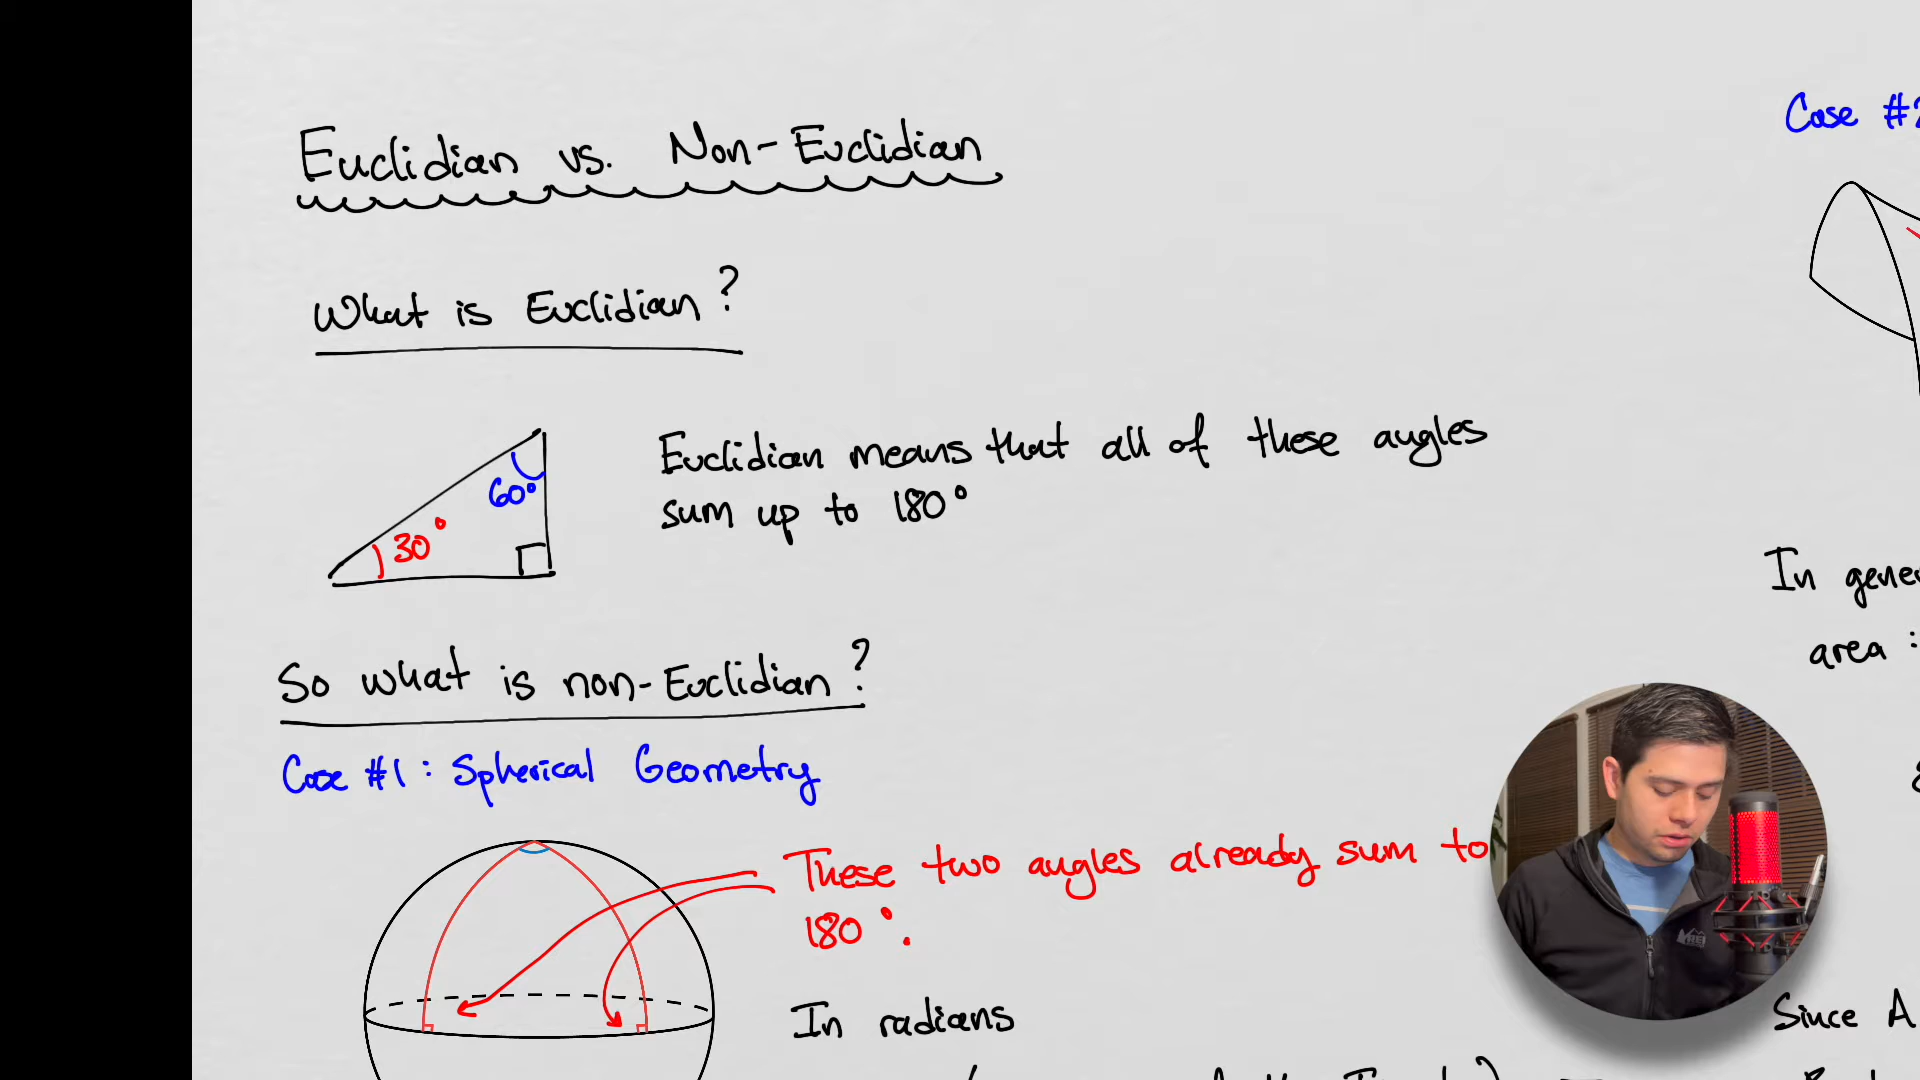 Euclidian vs. Non-Euclidian
What is Euclidian?
60°
30°
Euclidian means that all of these angles
sum up to 180°
So what is non-Euclidian?
Case #1: Spherical Geometry
These two angles already sum to
180°.
In radians
Case #2
In gene
area :
Since A